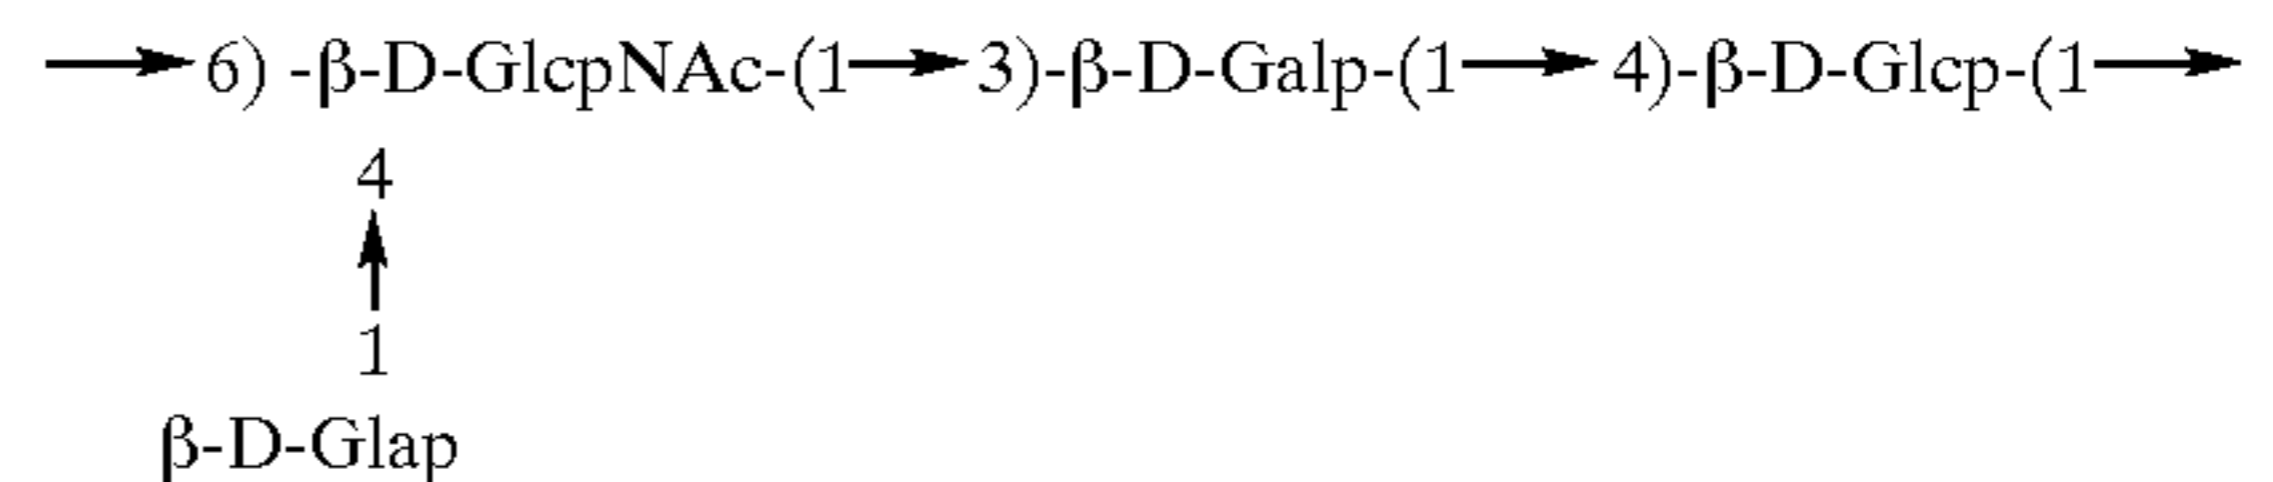 →6) -β-D-GlcpNAc-(1→3)-β-D-Galp-(1→4)-β-D-Glcp-(1→
4
↑
1
β-D-Glap